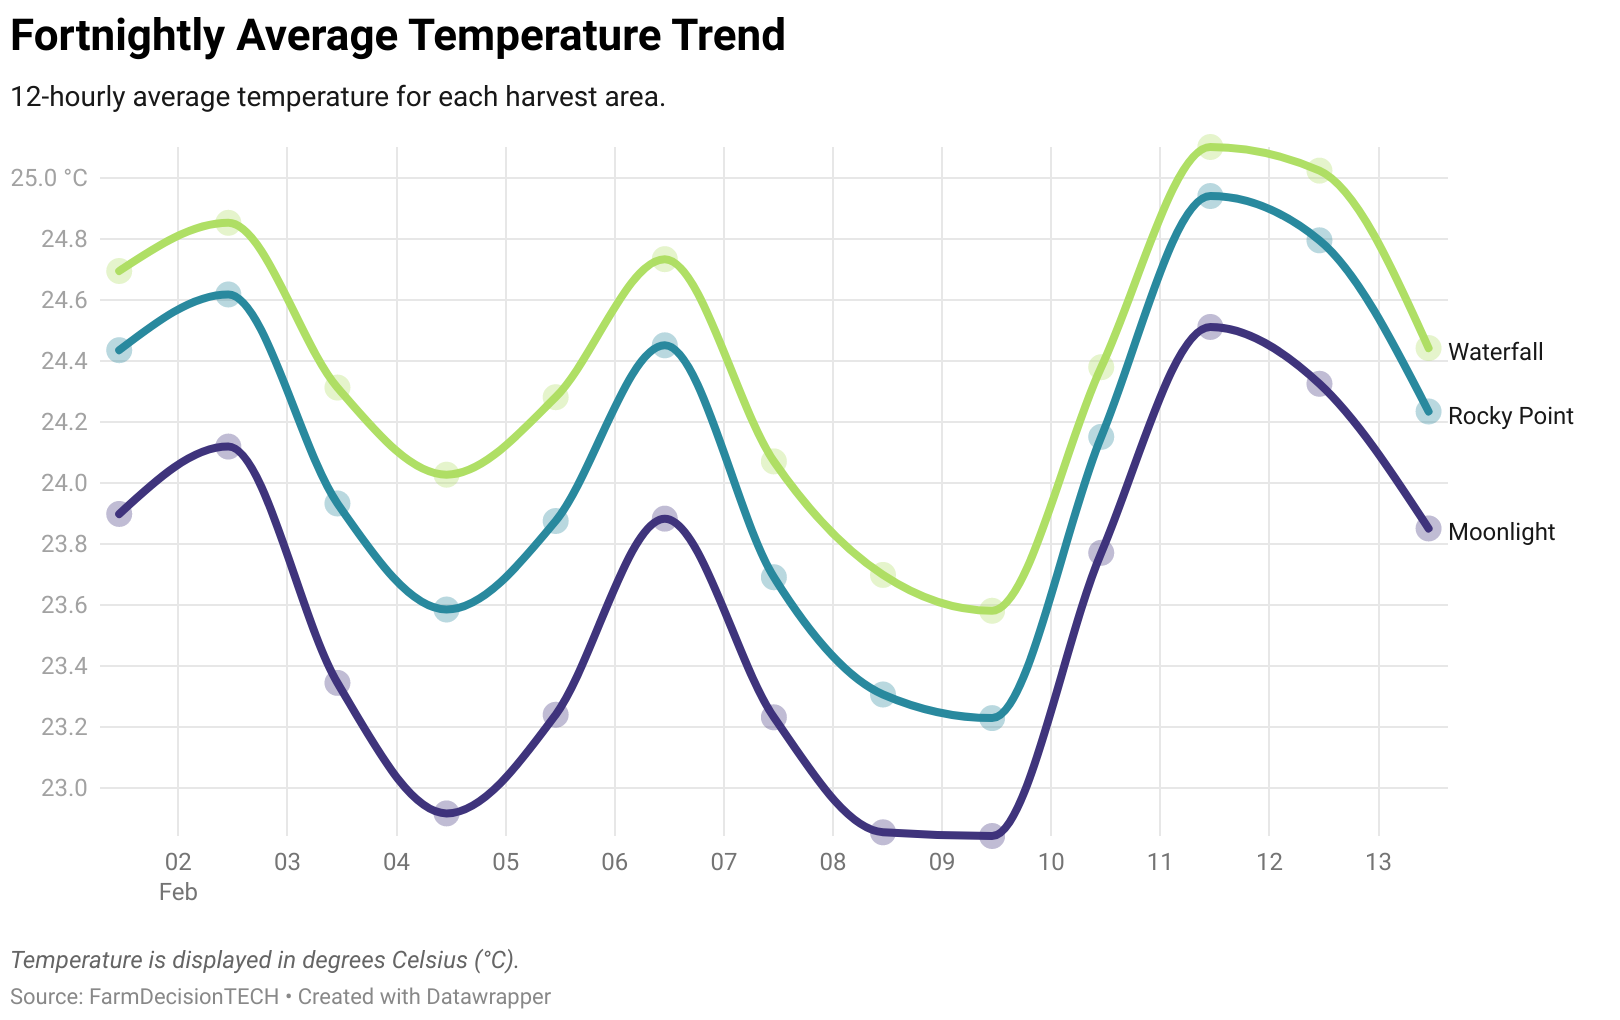 Fortnightly Average Temperature Trend
12-hourly average temperature for each harvest area.
25.0 °C
24.8
24.6
24.4
24.2
24.0
23.8
23.6
23.4
23.2
23.0
Waterfall
Rocky Point
Moonlight
02 03 04 05 06 07 08 09 10 11 12 13
Feb
Temperature is displayed in degrees Celsius (°C).
Source: FarmDecisionTECH • Created with Datawrapper